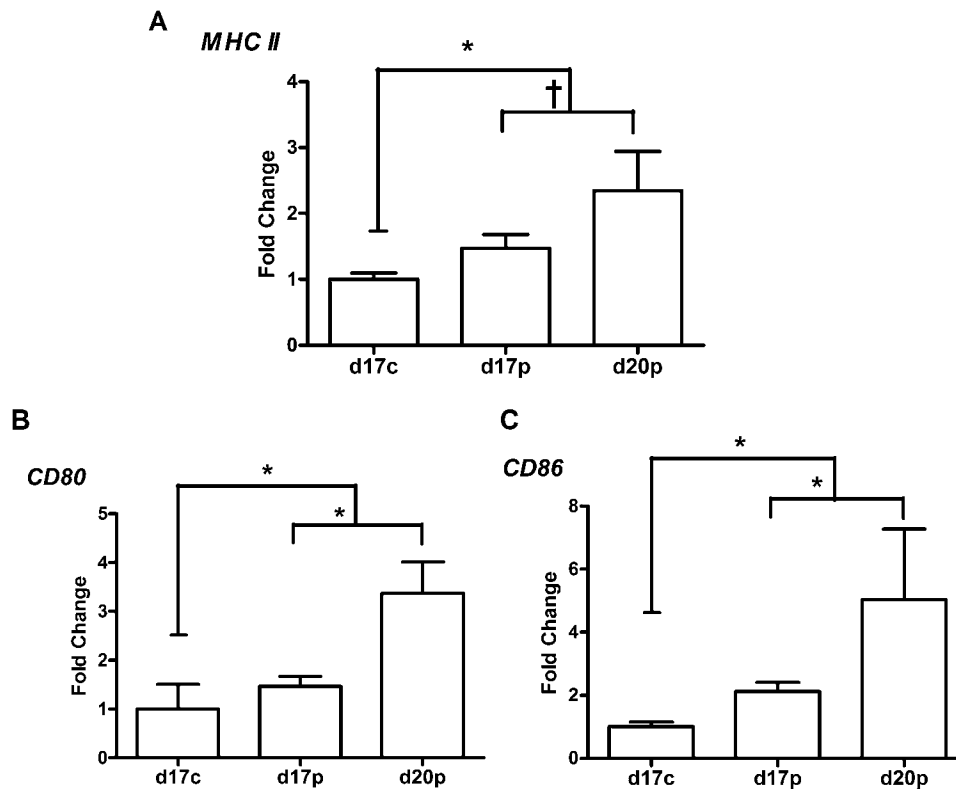 A
MHC II
*
†
Fold Change
4
3
2
1
0
d17c d17p d20p
B
CD80
*
*
Fold Change
5
4
3
2
1
0
d17c d17p d20p
C
CD86
*
*
Fold Change
8
6
4
2
0
d17c d17p d20p